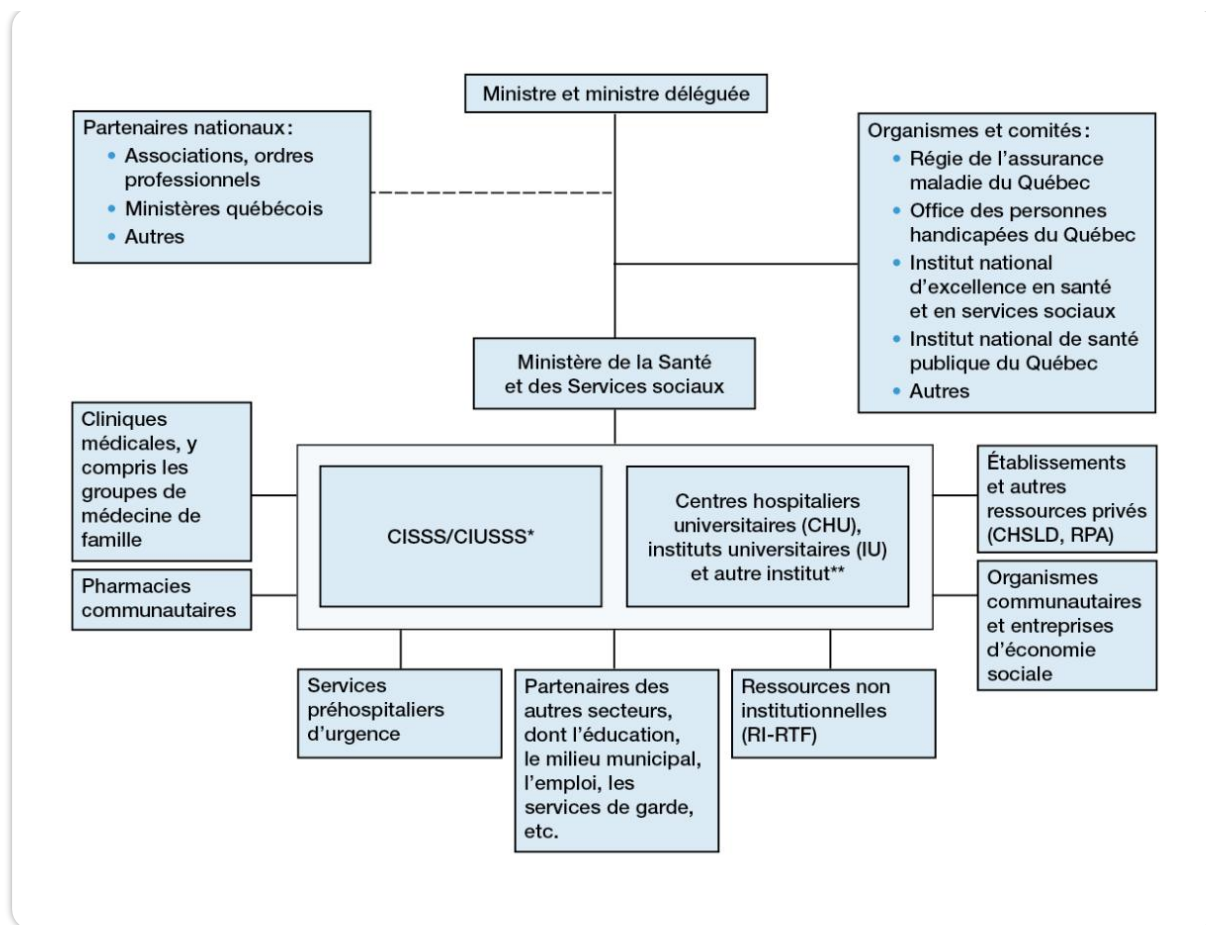 Ministre et ministre déléguée
Partenaires nationaux :
• Associations, ordres
professionnels
• Ministères québécois
• Autres
Organismes et comités :
• Régie de l’assurance
maladie du Québec
• Office des personnes
handicapées du Québec
• Institut national
d’excellence en santé
et en services sociaux
• Institut national de santé
publique du Québec
• Autres
Ministère de la Santé
et des Services sociaux
Cliniques
médicales, y
compris les
groupes de
médecine de
famille
Pharmacies
communautaires
CISSS/CIUSSS*
Centres hospitaliers
universitaires (CHU),
instituts universitaires (IU)
et autre institut**
Établissements
et autres
ressources privés
(CHSLD, RPA)
Organismes
communautaires
et entreprises
d’économie
sociale
Services
préhospitaliers
d’urgence
Partenaires des
autres secteurs,
dont l’éducation,
le milieu municipal,
l’emploi, les
services de garde,
etc.
Ressources non
institutionnelles
(RI-RTF)